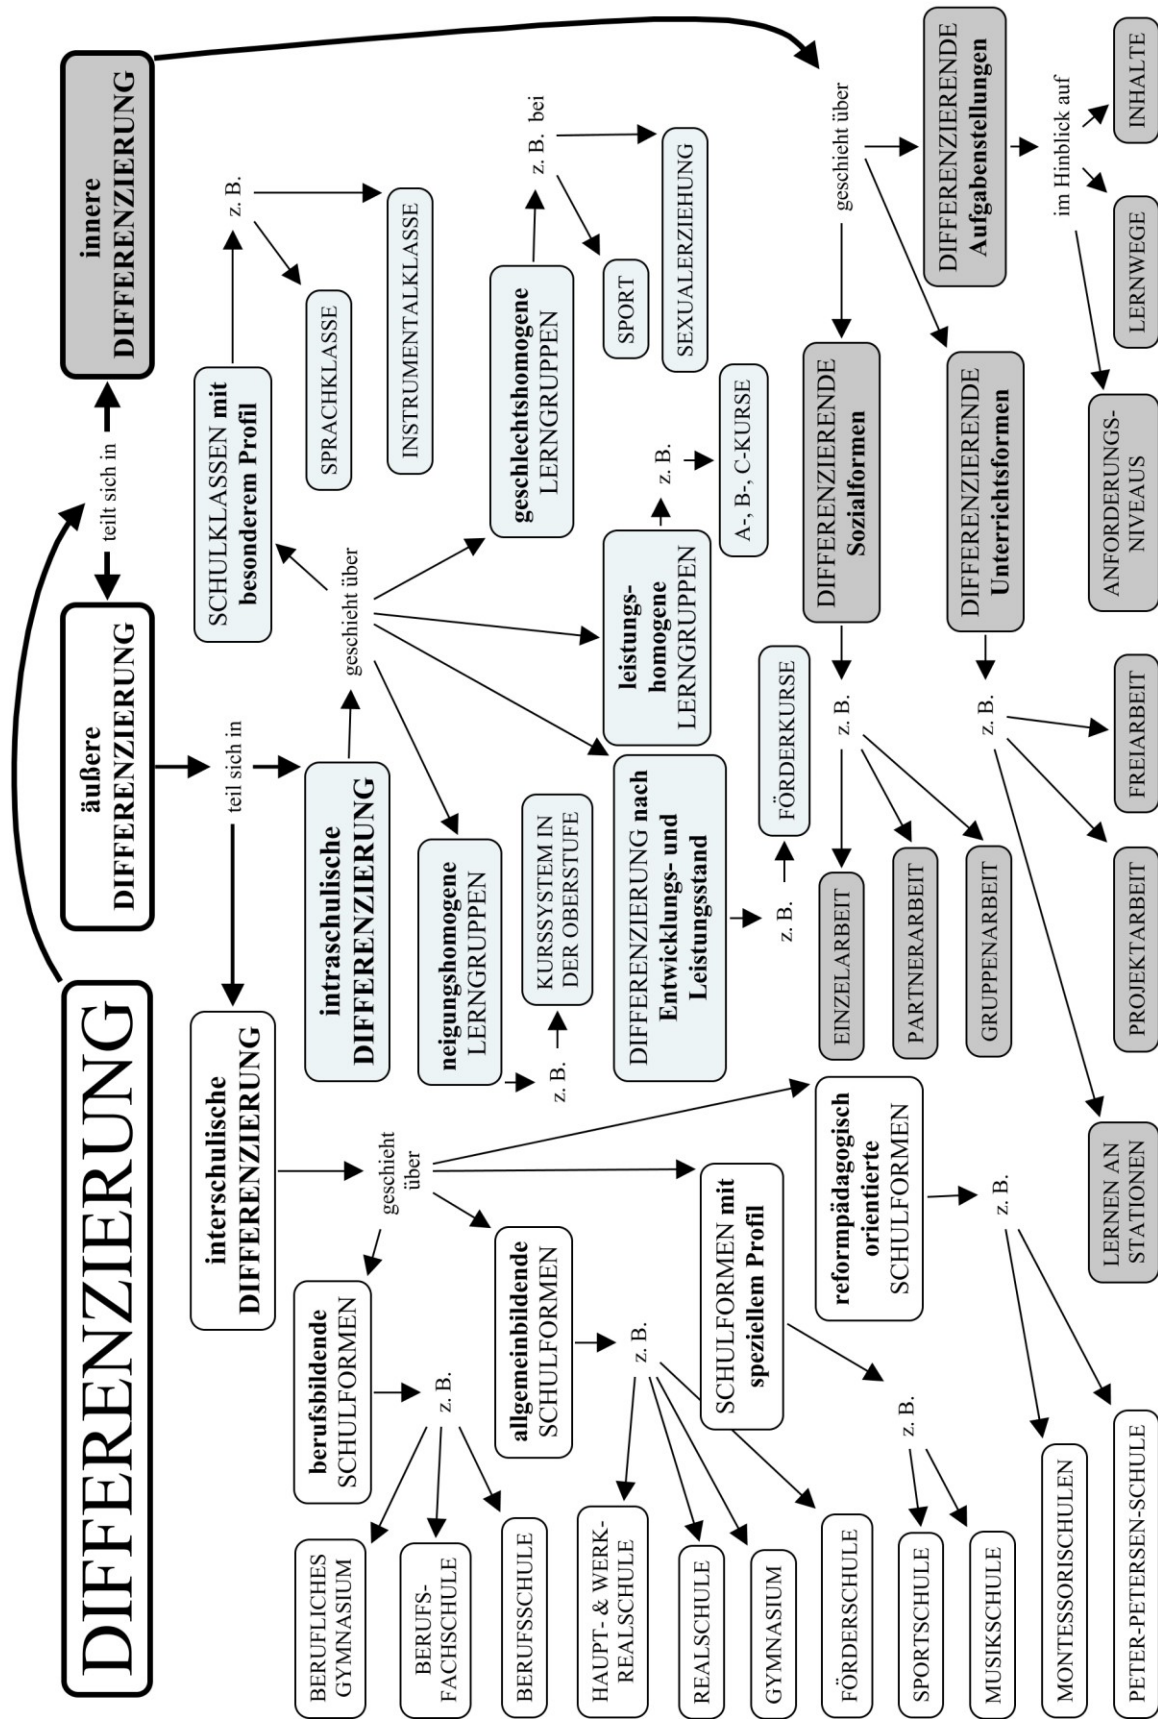 DIFFERENZIERUNG
äußere
DIFFERENZIERUNG
teilt sich in
innere
DIFFERENZIERUNG
teil sich in
interschulische
DIFFERENZIERUNG
geschieht
über
berufsbildende
SCHULFORMEN
z. B.
BERUFLICHES
GYMNASIUM
BERUFS-
FACHSCHULE
BERUFSSCHULE
allgemeinbildende
SCHULFORMEN
z. B.
HAUPT- & WERK-
REALSCHULE
REALSCHULE
GYMNASIUM
FÖRDERSCHULE
SCHULFORMEN mit
speziellem Profil
z. B.
SPORTSCHULE
MUSIKSCHULE
reformpädagogisch
orientierte
SCHULFORMEN
z. B.
MONTESSORISCHULEN
PETER-PETERSEN-SCHULE
intraschulische
DIFFERENZIERUNG
geschieht über
neigungshomogene
LERNGRUPPEN
z. B.
KURSSYSTEM IN
DER OBERSTUFE
DIFFERENZIERUNG nach
Entwicklungs- und
Leistungsstand
z. B.
FÖRDERKURSE
leistungs-
homogene
LERNGRUPPEN
z. B.
A-, B-, C-KURSE
geschlechtshomogene
LERNGRUPPEN
z. B. bei
SPORT
SEXUALERZIEHUNG
SCHULKLASSEN mit
besonderem Profil
z. B.
SPRACHKLASSE
INSTRUMENTALKLASSE
geschieht über
DIFFERENZIERENDE
Sozialformen
z. B.
EINZELARBEIT
PARTNERARBEIT
GRUPPENARBEIT
DIFFERENZIERENDE
Unterrichtsformen
z. B.
LERNEN AN
STATIONEN
PROJEKTARBEIT
FREIARBEIT
DIFFERENZIERENDE
Aufgabenstellungen
im Hinblick auf
ANFORDERUNGS-
NIVEAUS
LERNWEGE
INHALTE